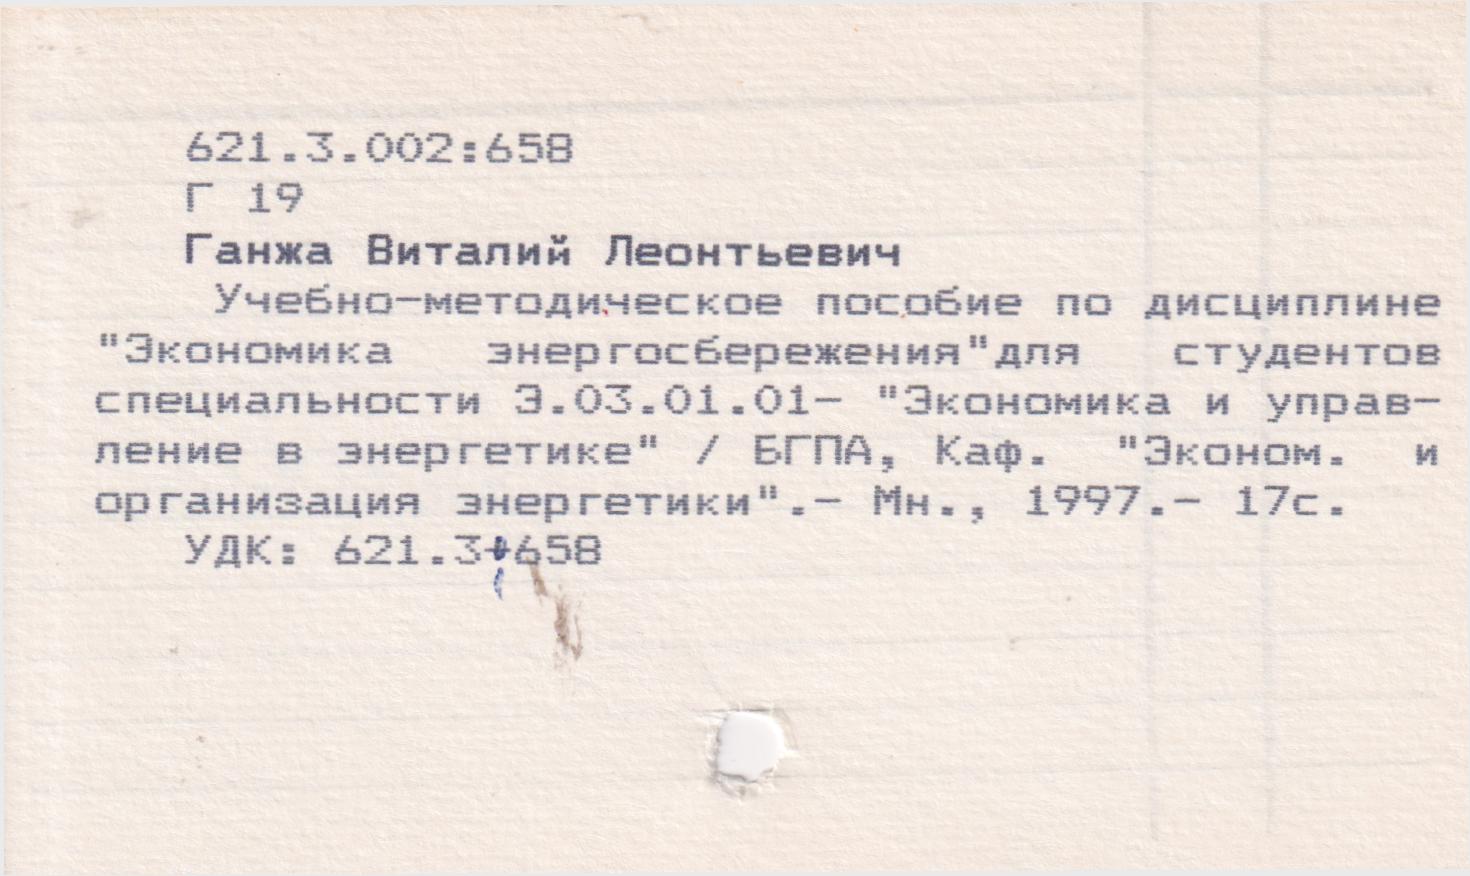 621.3.002:658
Г 19
Ганжа Виталий Леонтьевич
Учебно-методическое пособие по дисциплине
"Экономика энергосбережения"для студентов
специальности Э.03.01.01- "Экономика и управ-
ление в энергетике" / БГПА, Каф. "Эконом. и
организация энергетики".- Мн., 1997.- 17с.
УДК: 621.3+658